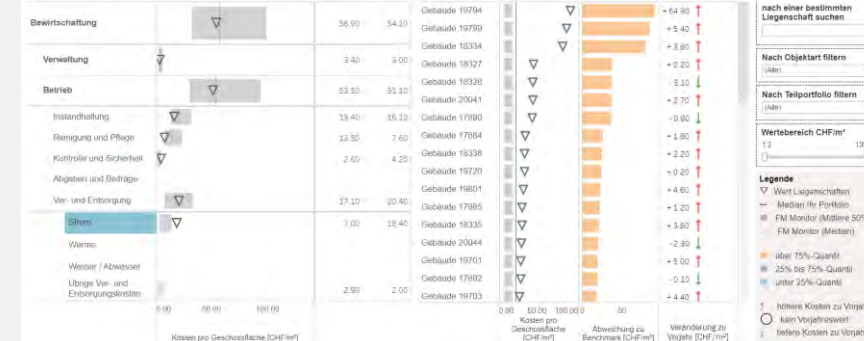 Bewirtschaftung 56.90 54.10
Verwaltung 3.40 3.00
Betrieb 53.50 51.10
Instandhaltung 19.40 16.10
Reinigung und Pflege 13.50 7.60
Kontrolle und Sicherheit 2.60 4.20
Abgaben und Beiträge
Ver- und Entsorgung 17.10 20.40
Strom 7.00 18.40
Wärme
Wasser / Abwasser
Übrige Ver- und
Entsorgungskosten 2.90 2.00
0.00 50.00 100.00
Kosten pro Geschossfläche [CHF/m²]
Gebäude 19794 +64.90
Gebäude 19799 +5.40
Gebäude 18334 +3.60
Gebäude 18327 +0.20
Gebäude 18328 -5.10
Gebäude 20041 +2.70
Gebäude 17890 -0.80
Gebäude 17884 +1.80
Gebäude 18338 +2.20
Gebäude 19720 +0.20
Gebäude 19801 +4.60
Gebäude 17885 +1.20
Gebäude 18335 +3.80
Gebäude 20044 -2.80
Gebäude 19701 +5.00
Gebäude 17892 -0.10
Gebäude 19703 +4.40
0.00 50.00 100.00 0 50
Kosten pro
Geschossfläche
[CHF/m²]
Abweichung zu
Benchmark [CHF/m²]
Veränderung zu
Vorjahr [CHF/m²]
nach einer bestimmten
Liegenschaft suchen
Nach Objektart filtern
(Alle)
Nach Teilportfolio filtern
(Alle)
Wertebereich CHF/m²
Legende
Wert Liegenschaften
Median Ihr Portfolio
FM Monitor (Mittlere 50%
FM Monitor (Median)
über 75%-Quantil
25% bis 75%-Quantil
unter 25%-Quantil
höhere Kosten zu Vorjahr
kein Vorjahreswert
tiefere Kosten zu Vorjahr